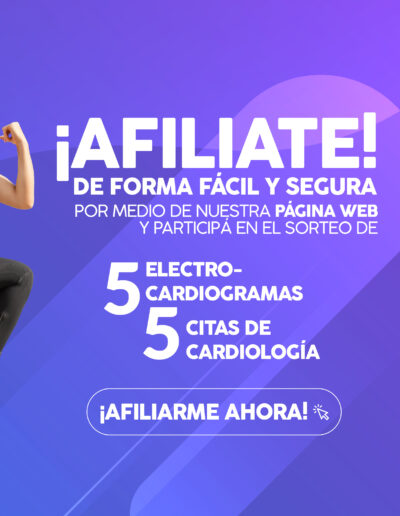 ¡AFILIATE!
DE FORMA FÁCIL Y SEGURA
POR MEDIO DE NUESTRA PÁGINA WEB
Y PARTICIPÁ EN EL SORTEO DE
5 ELECTRO-
CARDIOGRAMAS
5 CITAS DE
CARDIOLOGÍA
¡AFILIARME AHORA!